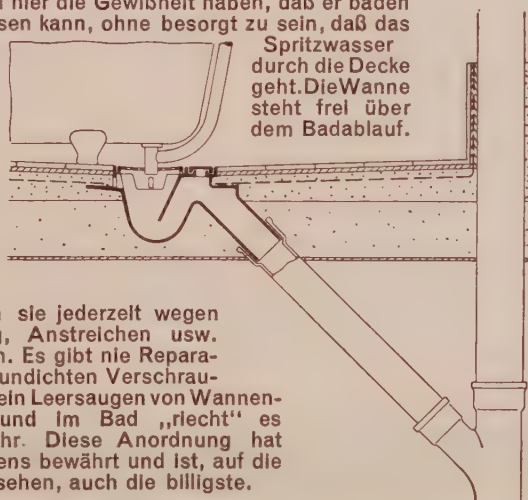 hier die Gewißheit haben, daß er baden
sen kann, ohne besorgt zu sein, daß das
Spritzwasser
durch die Decke
geht. Die Wanne
steht frei über
dem Badablauf.
sie jederzeit wegen
, Anstreichen usw.
n. Es gibt nie Repara-
undichten Verschrau-
ein Leersaugen von Wannen-
und im Bad „riecht“ es
hr. Diese Anordnung hat
ens bewährt und ist, auf die
sehen, auch die billigste.